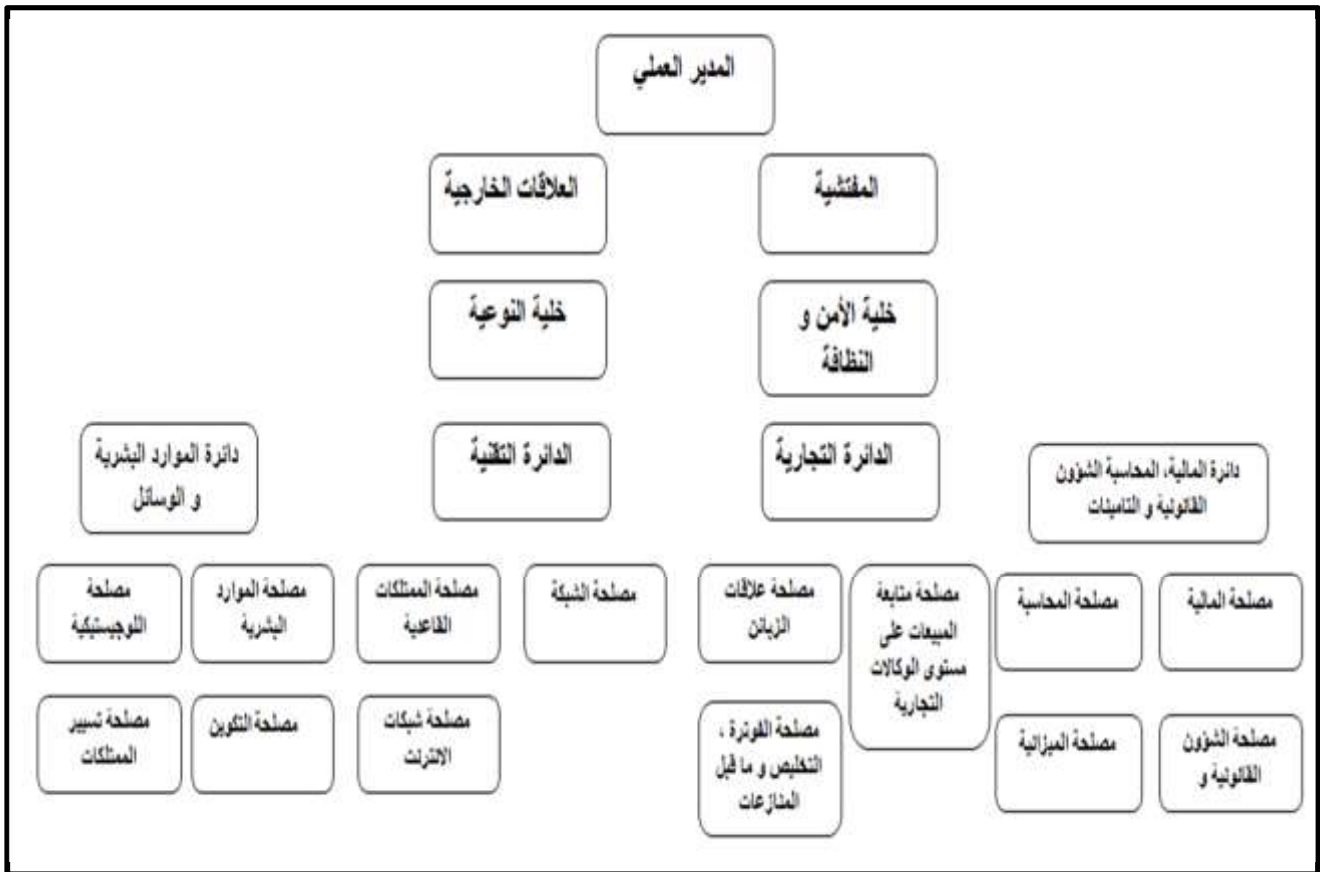 المدير العملي
المفتشية
العلاقات الخارجية
خلية الأمن و
النظافة
خلية النوعية
دائرة المالية، المحاسبة الشؤون
القانونية و التامينات
الدائرة التجارية
الدائرة التقنية
دائرة الموارد البشرية
و الوسائل
مصلحة المالية
مصلحة المحاسبة
مصلحة متابعة
المبيعات على
مستوى الوكالات
التجارية
مصلحة علاقات
الزبائن
مصلحة الشبكة
مصلحة الممتلكات
القاعدية
مصلحة الموارد
البشرية
مصلحة
اللوجيستيكية
مصلحة الشؤون
القانونية و
مصلحة الميزانية
مصلحة الفوترة ،
التخليص و ما قبل
المنازعات
مصلحة شبكات
الانترنت
مصلحة التكوين
مصلحة تسيير
الممتلكات